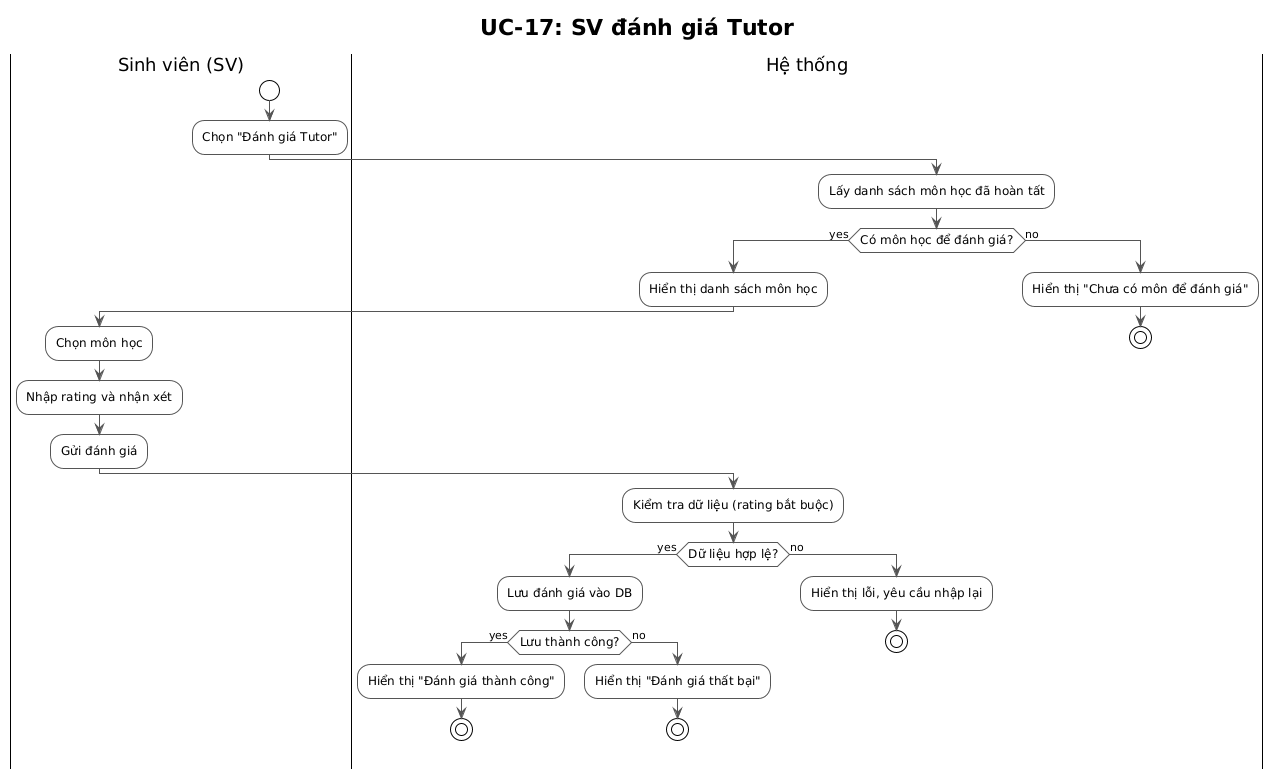 UC-17: SV đánh giá Tutor
Sinh viên (SV)
Hệ thống
Chọn "Đánh giá Tutor"
Lấy danh sách môn học đã hoàn tất
yes
Có môn học để đánh giá?
no
Hiển thị danh sách môn học
Hiển thị "Chưa có môn để đánh giá"
Chọn môn học
Nhập rating và nhận xét
Gửi đánh giá
Kiểm tra dữ liệu (rating bắt buộc)
yes
Dữ liệu hợp lệ?
no
Lưu đánh giá vào DB
Hiển thị lỗi, yêu cầu nhập lại
yes
Lưu thành công?
no
Hiển thị "Đánh giá thành công"
Hiển thị "Đánh giá thất bại"